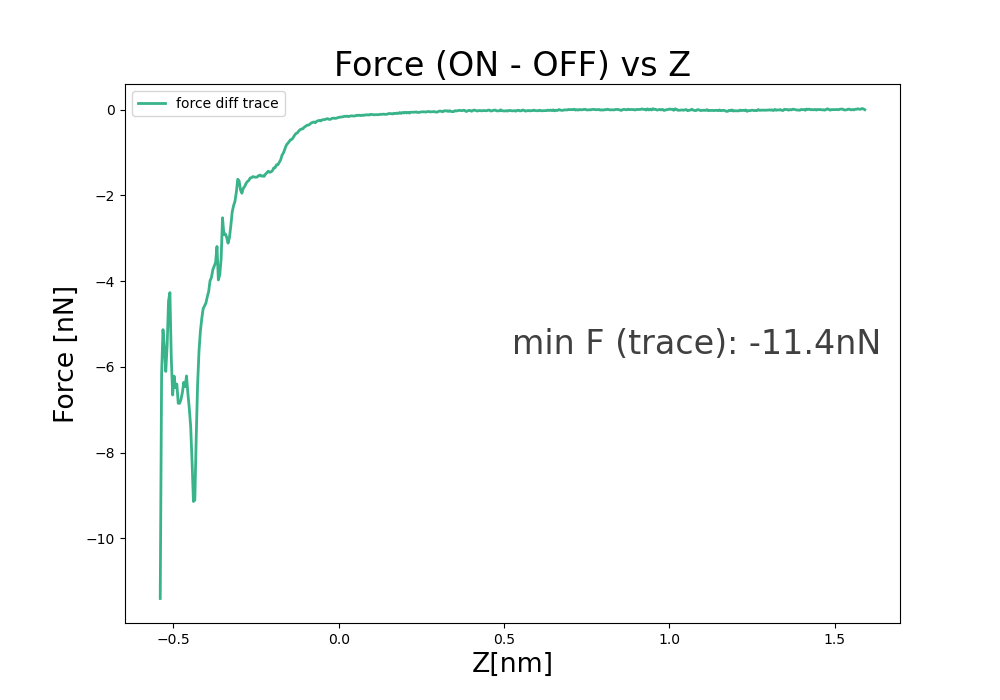 Force (ON - OFF) vs Z
force diff trace
0
−2
−4
−6
−8
−10
Force [nN]
min F (trace): -11.4nN
−0.5
0.0
0.5
1.0
1.5
Z[nm]